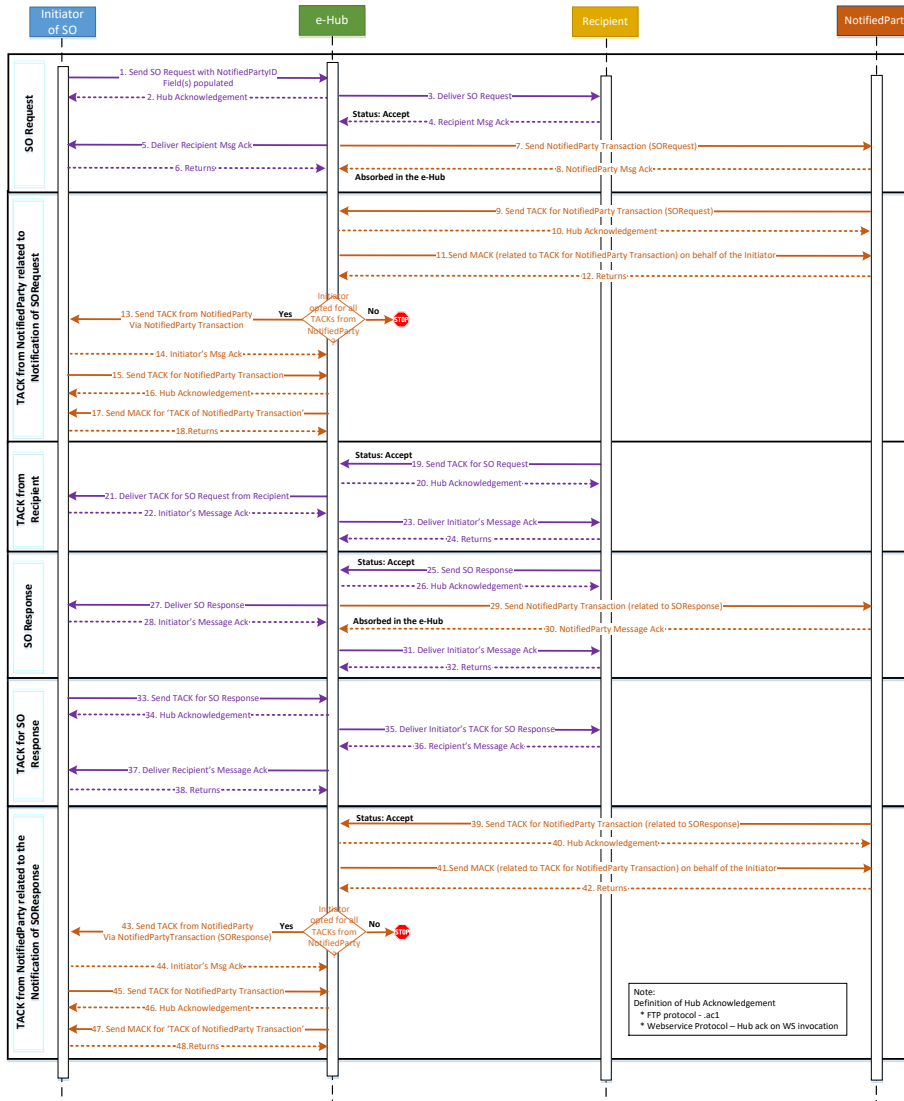 Initiator
of SO
e-Hub
Recipient
NotifiedPart
SO Request
1. Send SO Request with NotifiedPartyID
Field(s) populated
2. Hub Acknowledgement
3. Deliver SO Request
Status: Accept
4. Recipient Msg Ack
5. Deliver Recipient Msg Ack
7. Send NotifiedParty Transaction (SORequest)
6. Returns
8. NotifiedParty Msg Ack
Absorbed in the e-Hub
TACK from NotifiedParty related to
Notification of SORequest
9. Send TACK for NotifiedParty Transaction (SORequest)
10. Hub Acknowledgement
11.Send MACK (related to TACK for NotifiedParty Transaction) on behalf of the Initiator
12. Returns
Initiator
opted for all
TACKs from
NotifiedParty
?
13. Send TACK from NotifiedParty
Via NotifiedParty Transaction
Yes
No
STOP
14. Initiator's Msg Ack
15. Send TACK for NotifiedParty Transaction
16. Hub Acknowledgement
17. Send MACK for 'TACK of NotifiedParty Transaction'
18.Returns
TACK from
Recipient
Status: Accept
19. Send TACK for SO Request
20. Hub Acknowledgement
21. Deliver TACK for SO Request from Recipient
22. Initiator's Message Ack
23. Deliver Initiator's Message Ack
24. Returns
SO Response
Status: Accept
25. Send SO Response
26. Hub Acknowledgement
27. Deliver SO Response
29. Send NotifiedParty Transaction (related to SOResponse)
28. Initiator's Message Ack
Absorbed in the e-Hub
30. NotifiedParty Message Ack
31. Deliver Initiator's Message Ack
32. Returns
TACK for SO
Response
33. Send TACK for SO Response
34. Hub Acknowledgement
35. Deliver Initiator's TACK for SO Response
36. Recipient's Message Ack
37. Deliver Recipient's Message Ack
38. Returns
TACK from NotifiedParty related to the
Notification of SOResponse
Status: Accept
39. Send TACK for NotifiedParty Transaction (related to SOResponse)
40. Hub Acknowledgement
41.Send MACK (related to TACK for NotifiedParty Transaction) on behalf of the Initiator
42. Returns
Initiator
opted for all
TACKs from
NotifiedParty
?
43. Send TACK from NotifiedParty
Via NotifiedPartyTransaction (SOResponse)
Yes
No
STOP
44. Initiator's Msg Ack
45. Send TACK for NotifiedParty Transaction
46. Hub Acknowledgement
47. Send MACK for 'TACK of NotifiedParty Transaction'
48.Returns
Note:
Definition of Hub Acknowledgement
* FTP protocol - .ac1
* Webservice Protocol – Hub ack on WS invocation